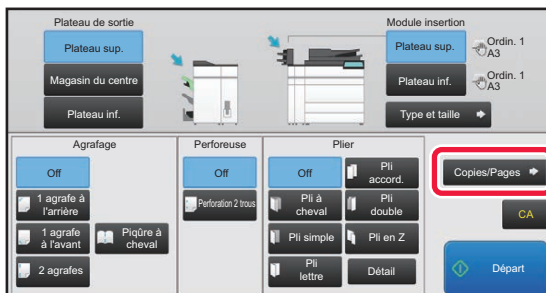 Plateau de sortie
Plateau sup.
Magasin du centre
Plateau inf.
Module insertion
Plateau sup.
Ordin. 1
A3
Plateau inf.
Ordin. 1
A3
Type et taille
Agrafage
Off
1 agrafe à
l'arrière
1 agrafe
à l'avant
Piqûre à
cheval
2 agrafes
Perforeuse
Off
Perforation 2 trous
Plier
Off
Pli
accord.
Pli à
cheval
Pli
double
Pli simple
Pli en Z
Pli
lettre
Détail
Copies/Pages
CA
Départ